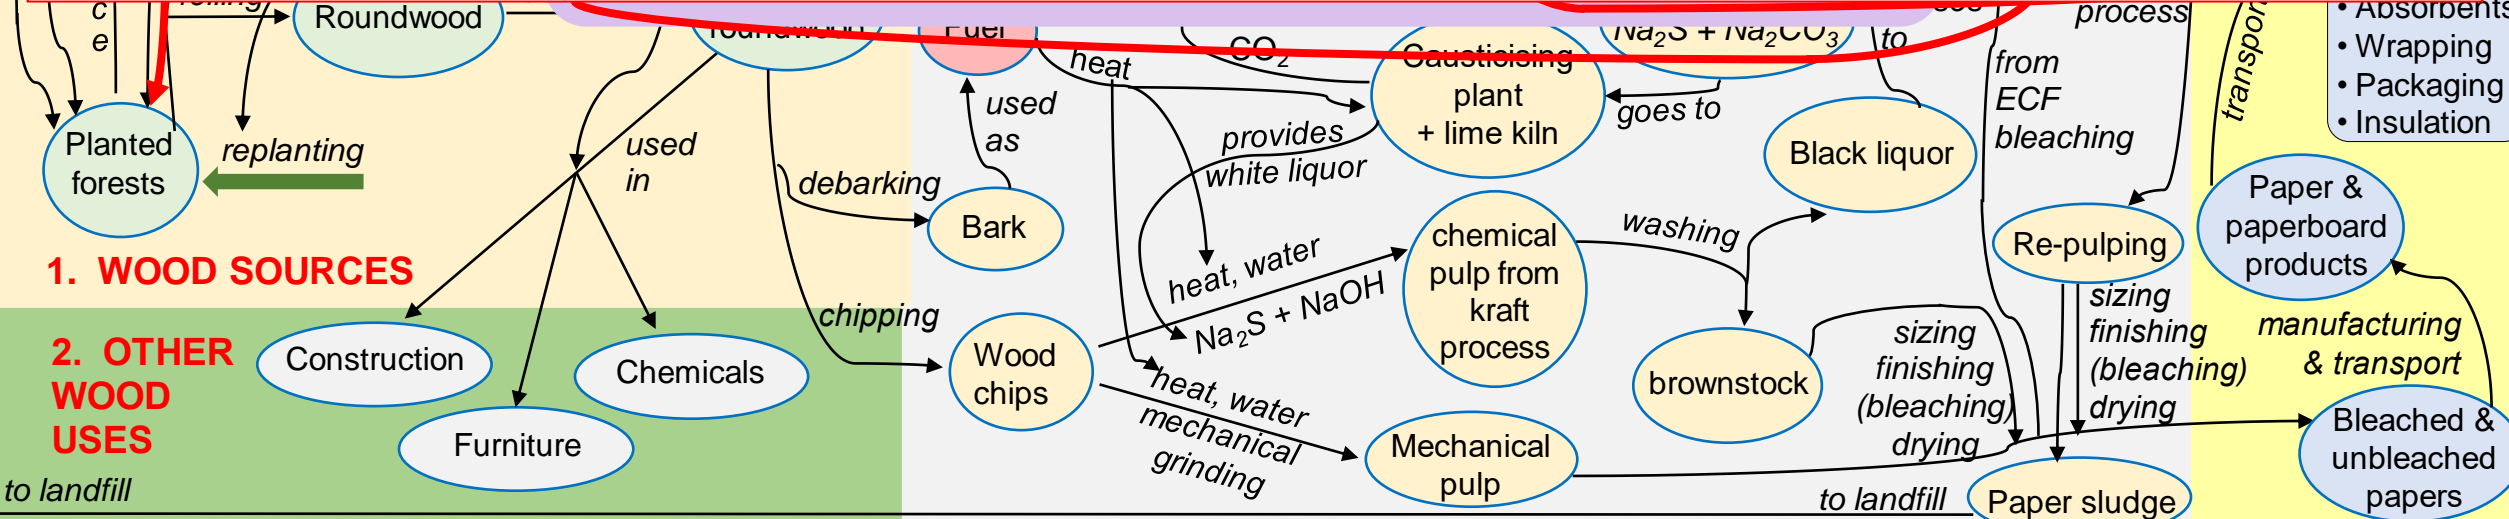 c
e
Roundwood
roundwood
Fuel
heat
CO₂
Causticising
plant
+ lime kiln
Na₂S + Na₂CO₃
goes to
to
from
ECF
bleaching
process
transport
• Absorbents
• Wrapping
• Packaging
• Insulation
Planted
forests
replanting
used
in
used
as
debarking
Bark
provides
white liquor
Black liquor
washing
Re-pulping
Paper &
paperboard
products
1. WOOD SOURCES
heat, water
Na₂S + NaOH
chemical
pulp from
kraft
process
chipping
Wood
chips
2. OTHER
WOOD
USES
Construction
Chemicals
Furniture
brownstock
sizing
finishing
(bleaching)
drying
sizing
finishing
(bleaching)
drying
manufacturing
& transport
heat, water
mechanical
grinding
Mechanical
pulp
Bleached &
unbleached
papers
to landfill
to landfill
Paper sludge